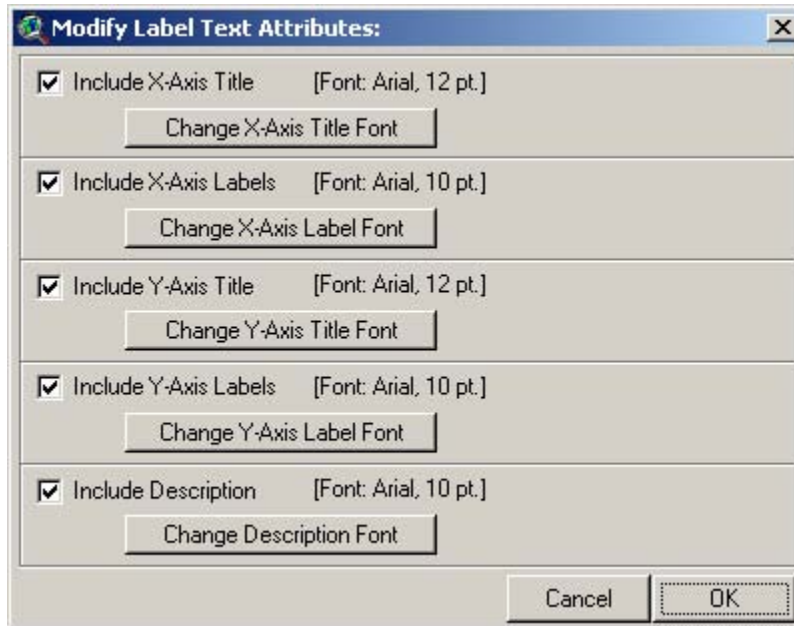 Modify Label Text Attributes:
Include X-Axis Title [Font: Arial, 12 pt.]
Change X-Axis Title Font
Include X-Axis Labels [Font: Arial, 10 pt.]
Change X-Axis Label Font
Include Y-Axis Title [Font: Arial, 12 pt.]
Change Y-Axis Title Font
Include Y-Axis Labels [Font: Arial, 10 pt.]
Change Y-Axis Label Font
Include Description [Font: Arial, 10 pt.]
Change Description Font
Cancel OK